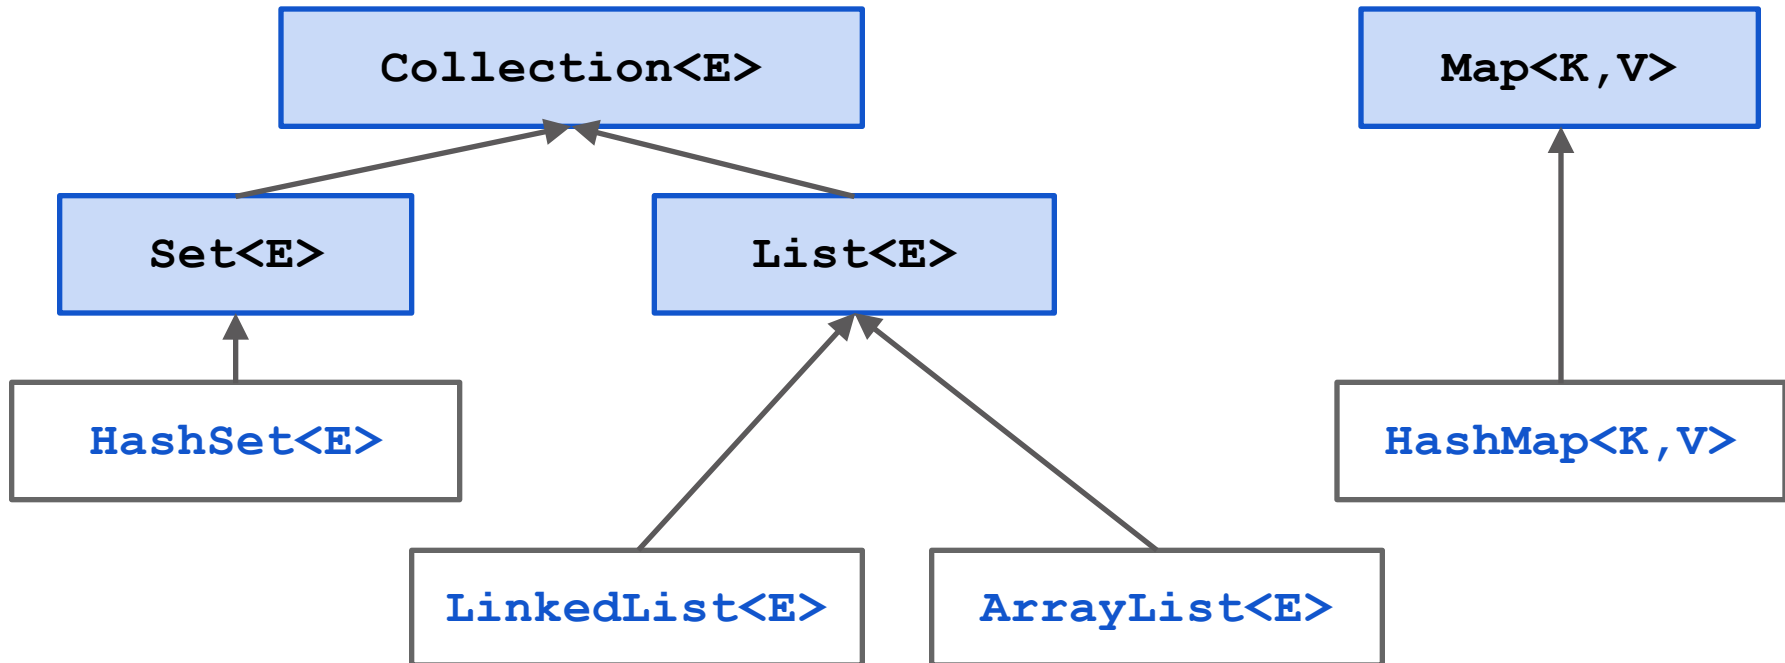 Collection<E>
Map<K,V>
Set<E>
List<E>
HashSet<E>
HashMap<K,V>
LinkedList<E>
ArrayList<E>